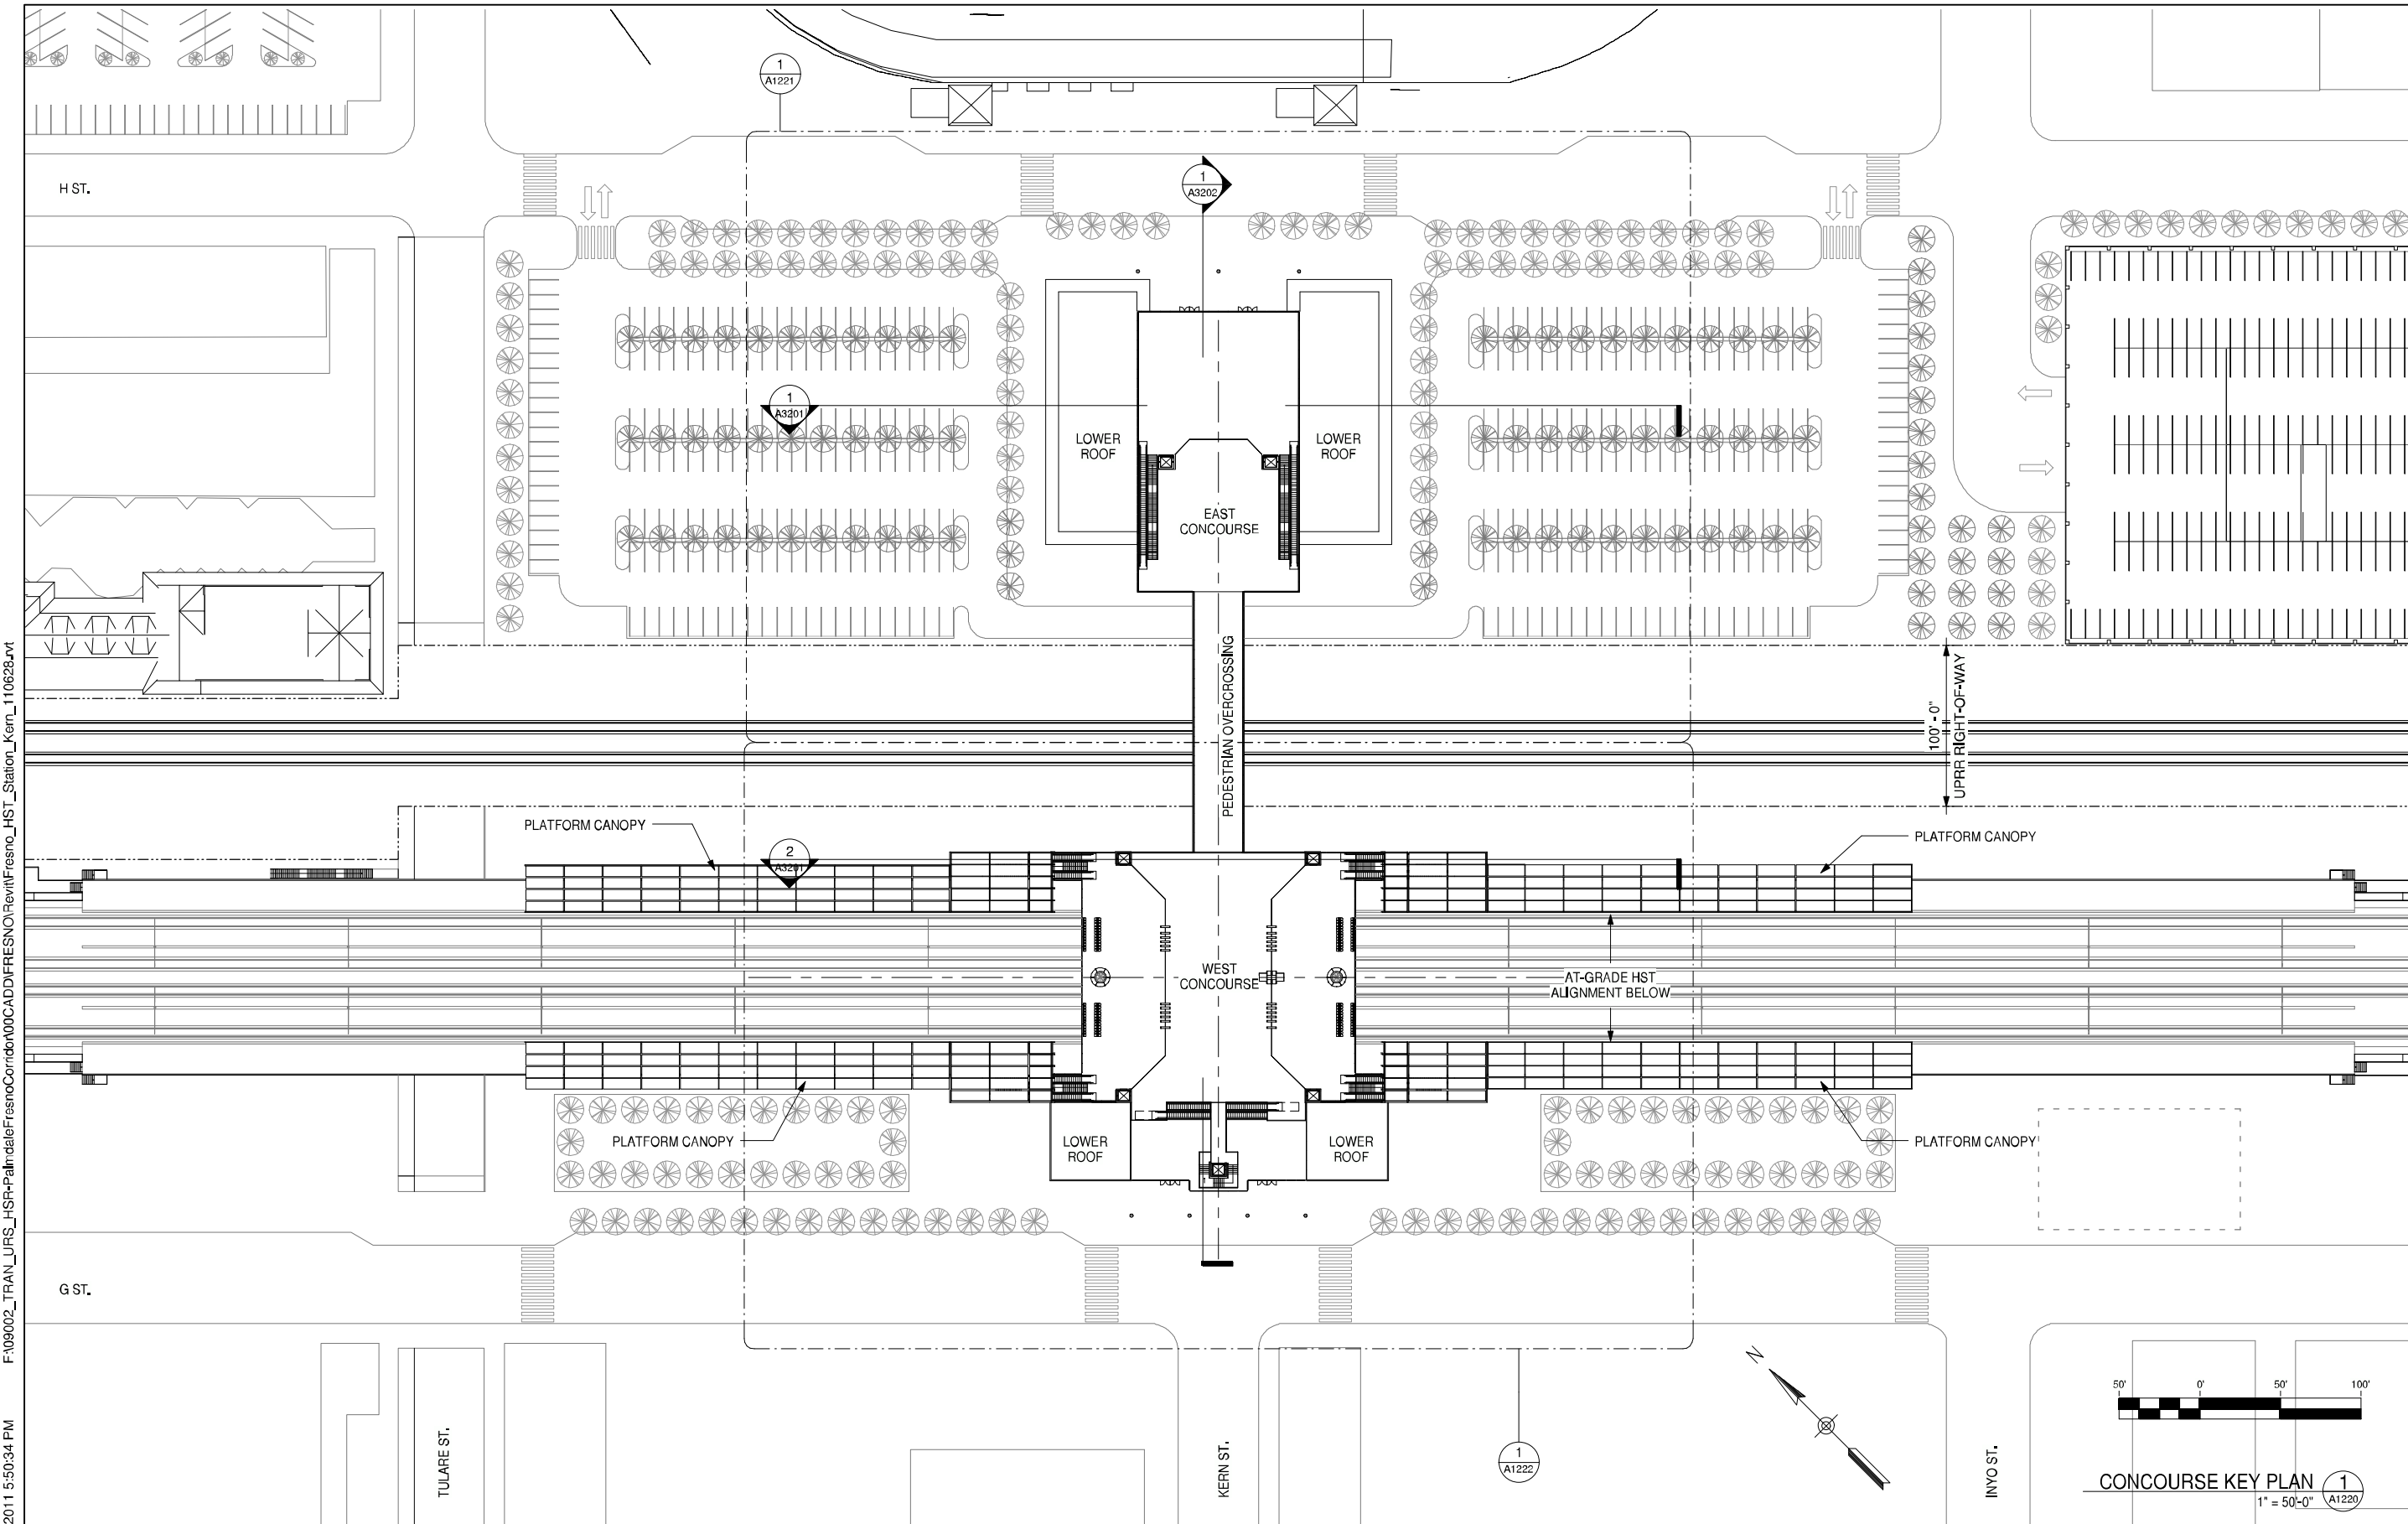 1
A1221
H ST.
1
A3202
1
A3201
LOWER
ROOF
LOWER
ROOF
EAST
CONCOURSE
PEDESTRIAN OVERCROSSING
100' - 0"
UPRR RIGHT-OF-WAY
PLATFORM CANOPY
2
A3201
PLATFORM CANOPY
WEST
CONCOURSE
AT-GRADE HST
ALIGNMENT BELOW
PLATFORM CANOPY
LOWER
ROOF
LOWER
ROOF
PLATFORM CANOPY
G ST.
TULARE ST.
KERN ST.
1
A1222
N
INYO ST.
50' 0' 50' 100'
CONCOURSE KEY PLAN
1" = 50'-0"
1
A1220
F:\09002_TRAN_URS_HSR-PalmdaleFresnoCorridor\00CADD\FRESNO\Revit\Fresno_HST_Station_Kern_110628.rvt
2011 5:50:34 PM